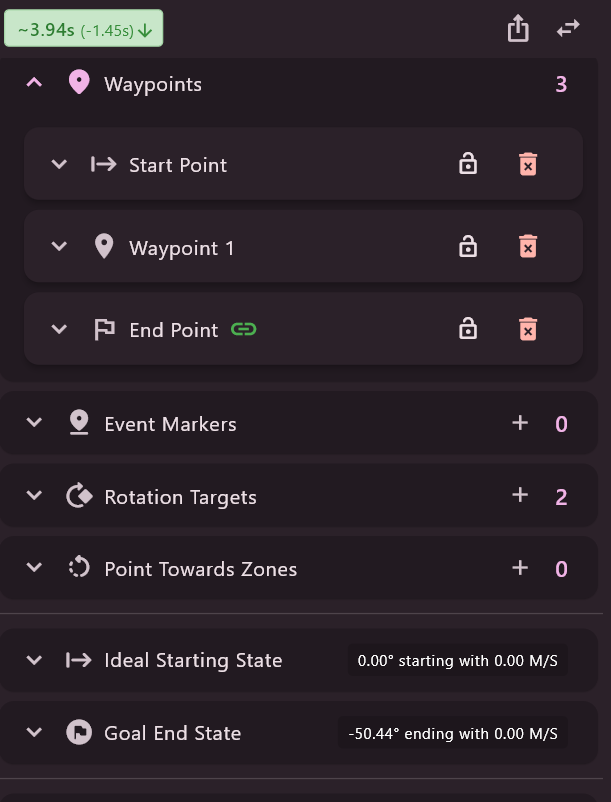 ~3.94s (-1.45s)
Waypoints 3
Start Point
Waypoint 1
End Point
Event Markers 0
Rotation Targets 2
Point Towards Zones 0
Ideal Starting State 0.00° starting with 0.00 M/S
Goal End State -50.44° ending with 0.00 M/S